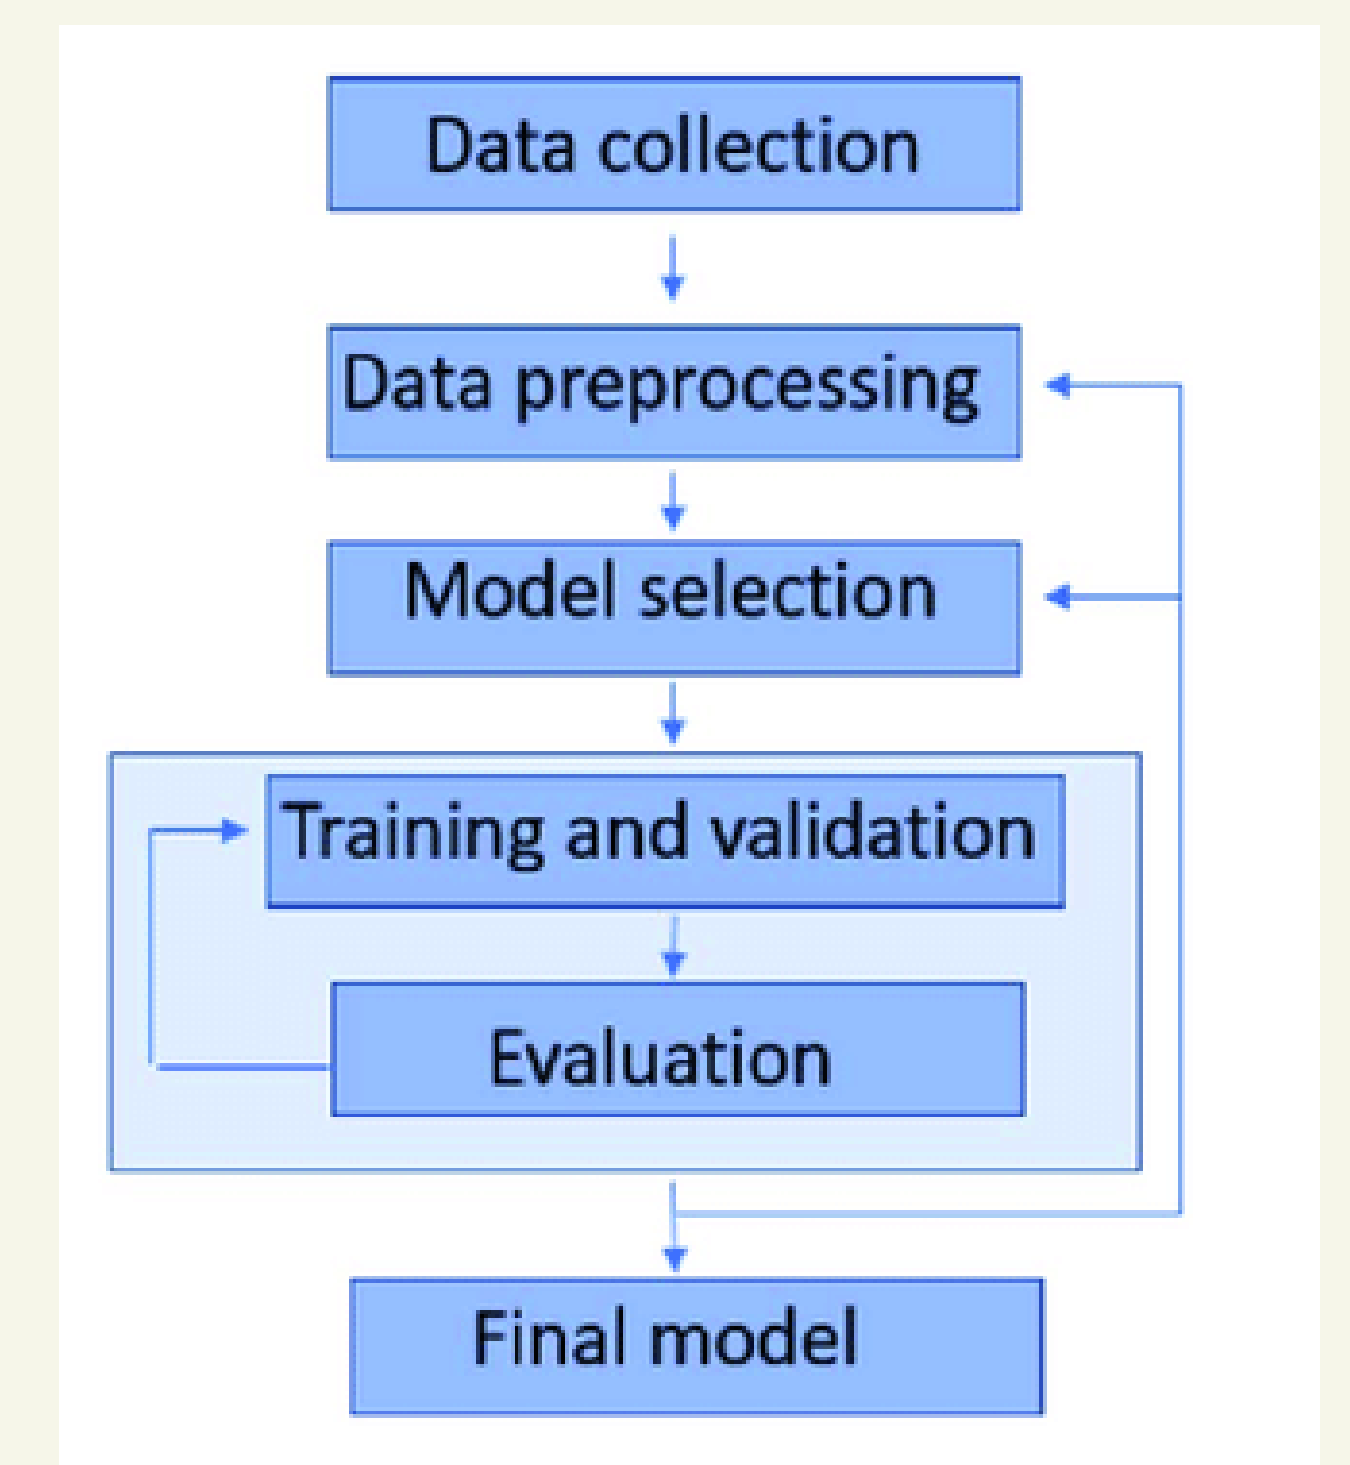 Data collection
Data preprocessing
Model selection
Training and validation
Evaluation
Final model